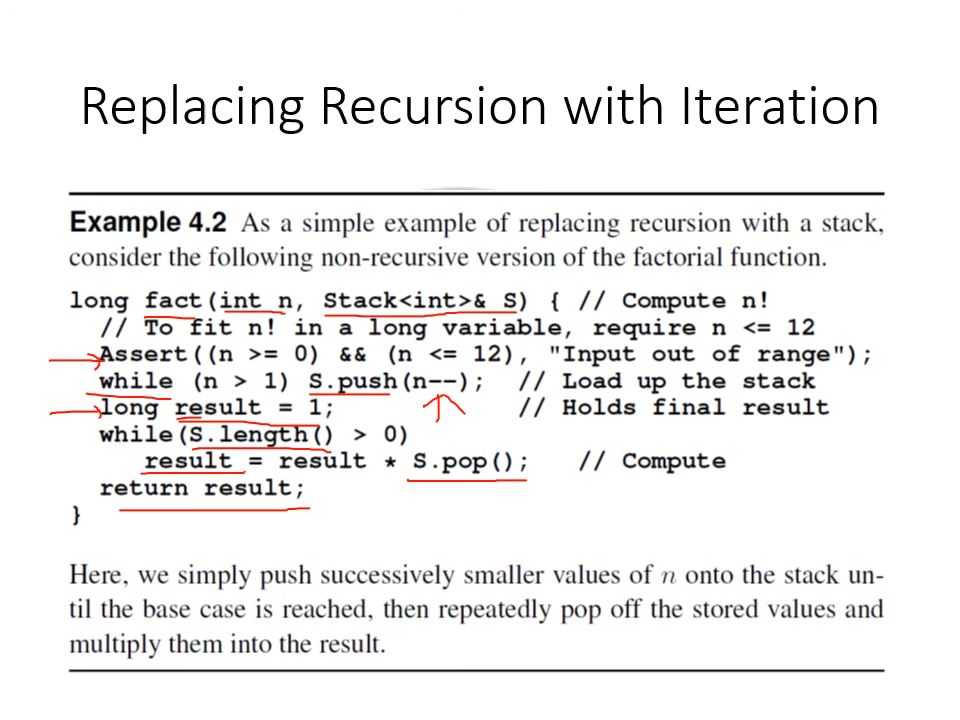 Replacing Recursion with Iteration
Example 4.2 As a simple example of replacing recursion with a stack,
consider the following non-recursive version of the factorial function.
long fact(int n, Stack<int>& S) { // Compute n!
// To fit n! in a long variable, require n <= 12
Assert((n >= 0) && (n <= 12), "Input out of range");
while (n > 1) S.push(n--); // Load up the stack
long result = 1; // Holds final result
while(S.length() > 0)
result = result * S.pop(); // Compute
return result;
}
Here, we simply push successively smaller values of n onto the stack un-
til the base case is reached, then repeatedly pop off the stored values and
multiply them into the result.